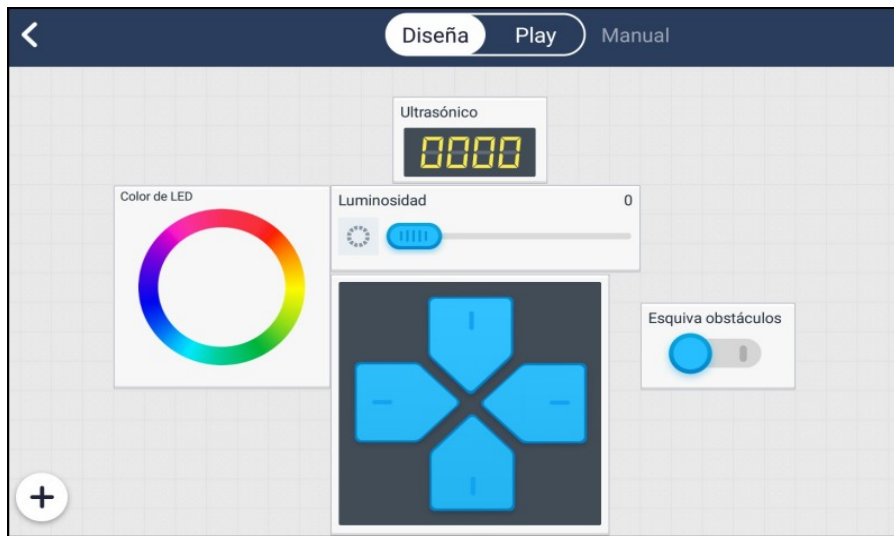 Diseña Play Manual
Ultrasónico
0000
Color de LED
Luminosidad 0
Esquiva obstáculos